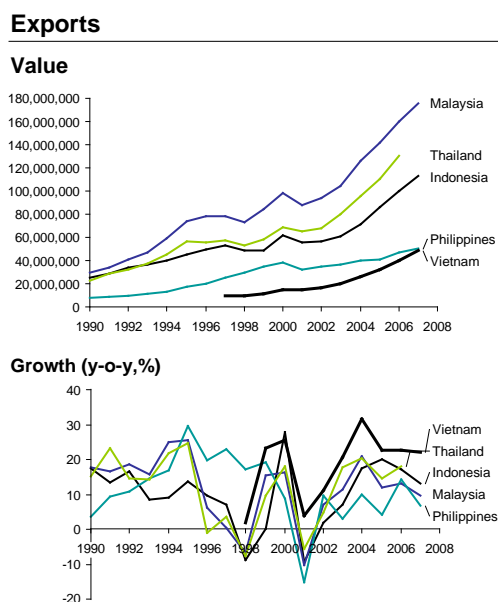 Exports
Value
180,000,000
160,000,000
140,000,000
120,000,000
100,000,000
80,000,000
60,000,000
40,000,000
20,000,000
0
1990 1992 1994 1996 1998 2000 2002 2004 2006 2008
Malaysia
Thailand
Indonesia
Philippines
Vietnam
Growth (y-o-y,%)
40
30
20
10
0
-10
-20
1990 1992 1994 1996 1998 2000 2002 2004 2006 2008
Vietnam
Thailand
Indonesia
Malaysia
Philippines